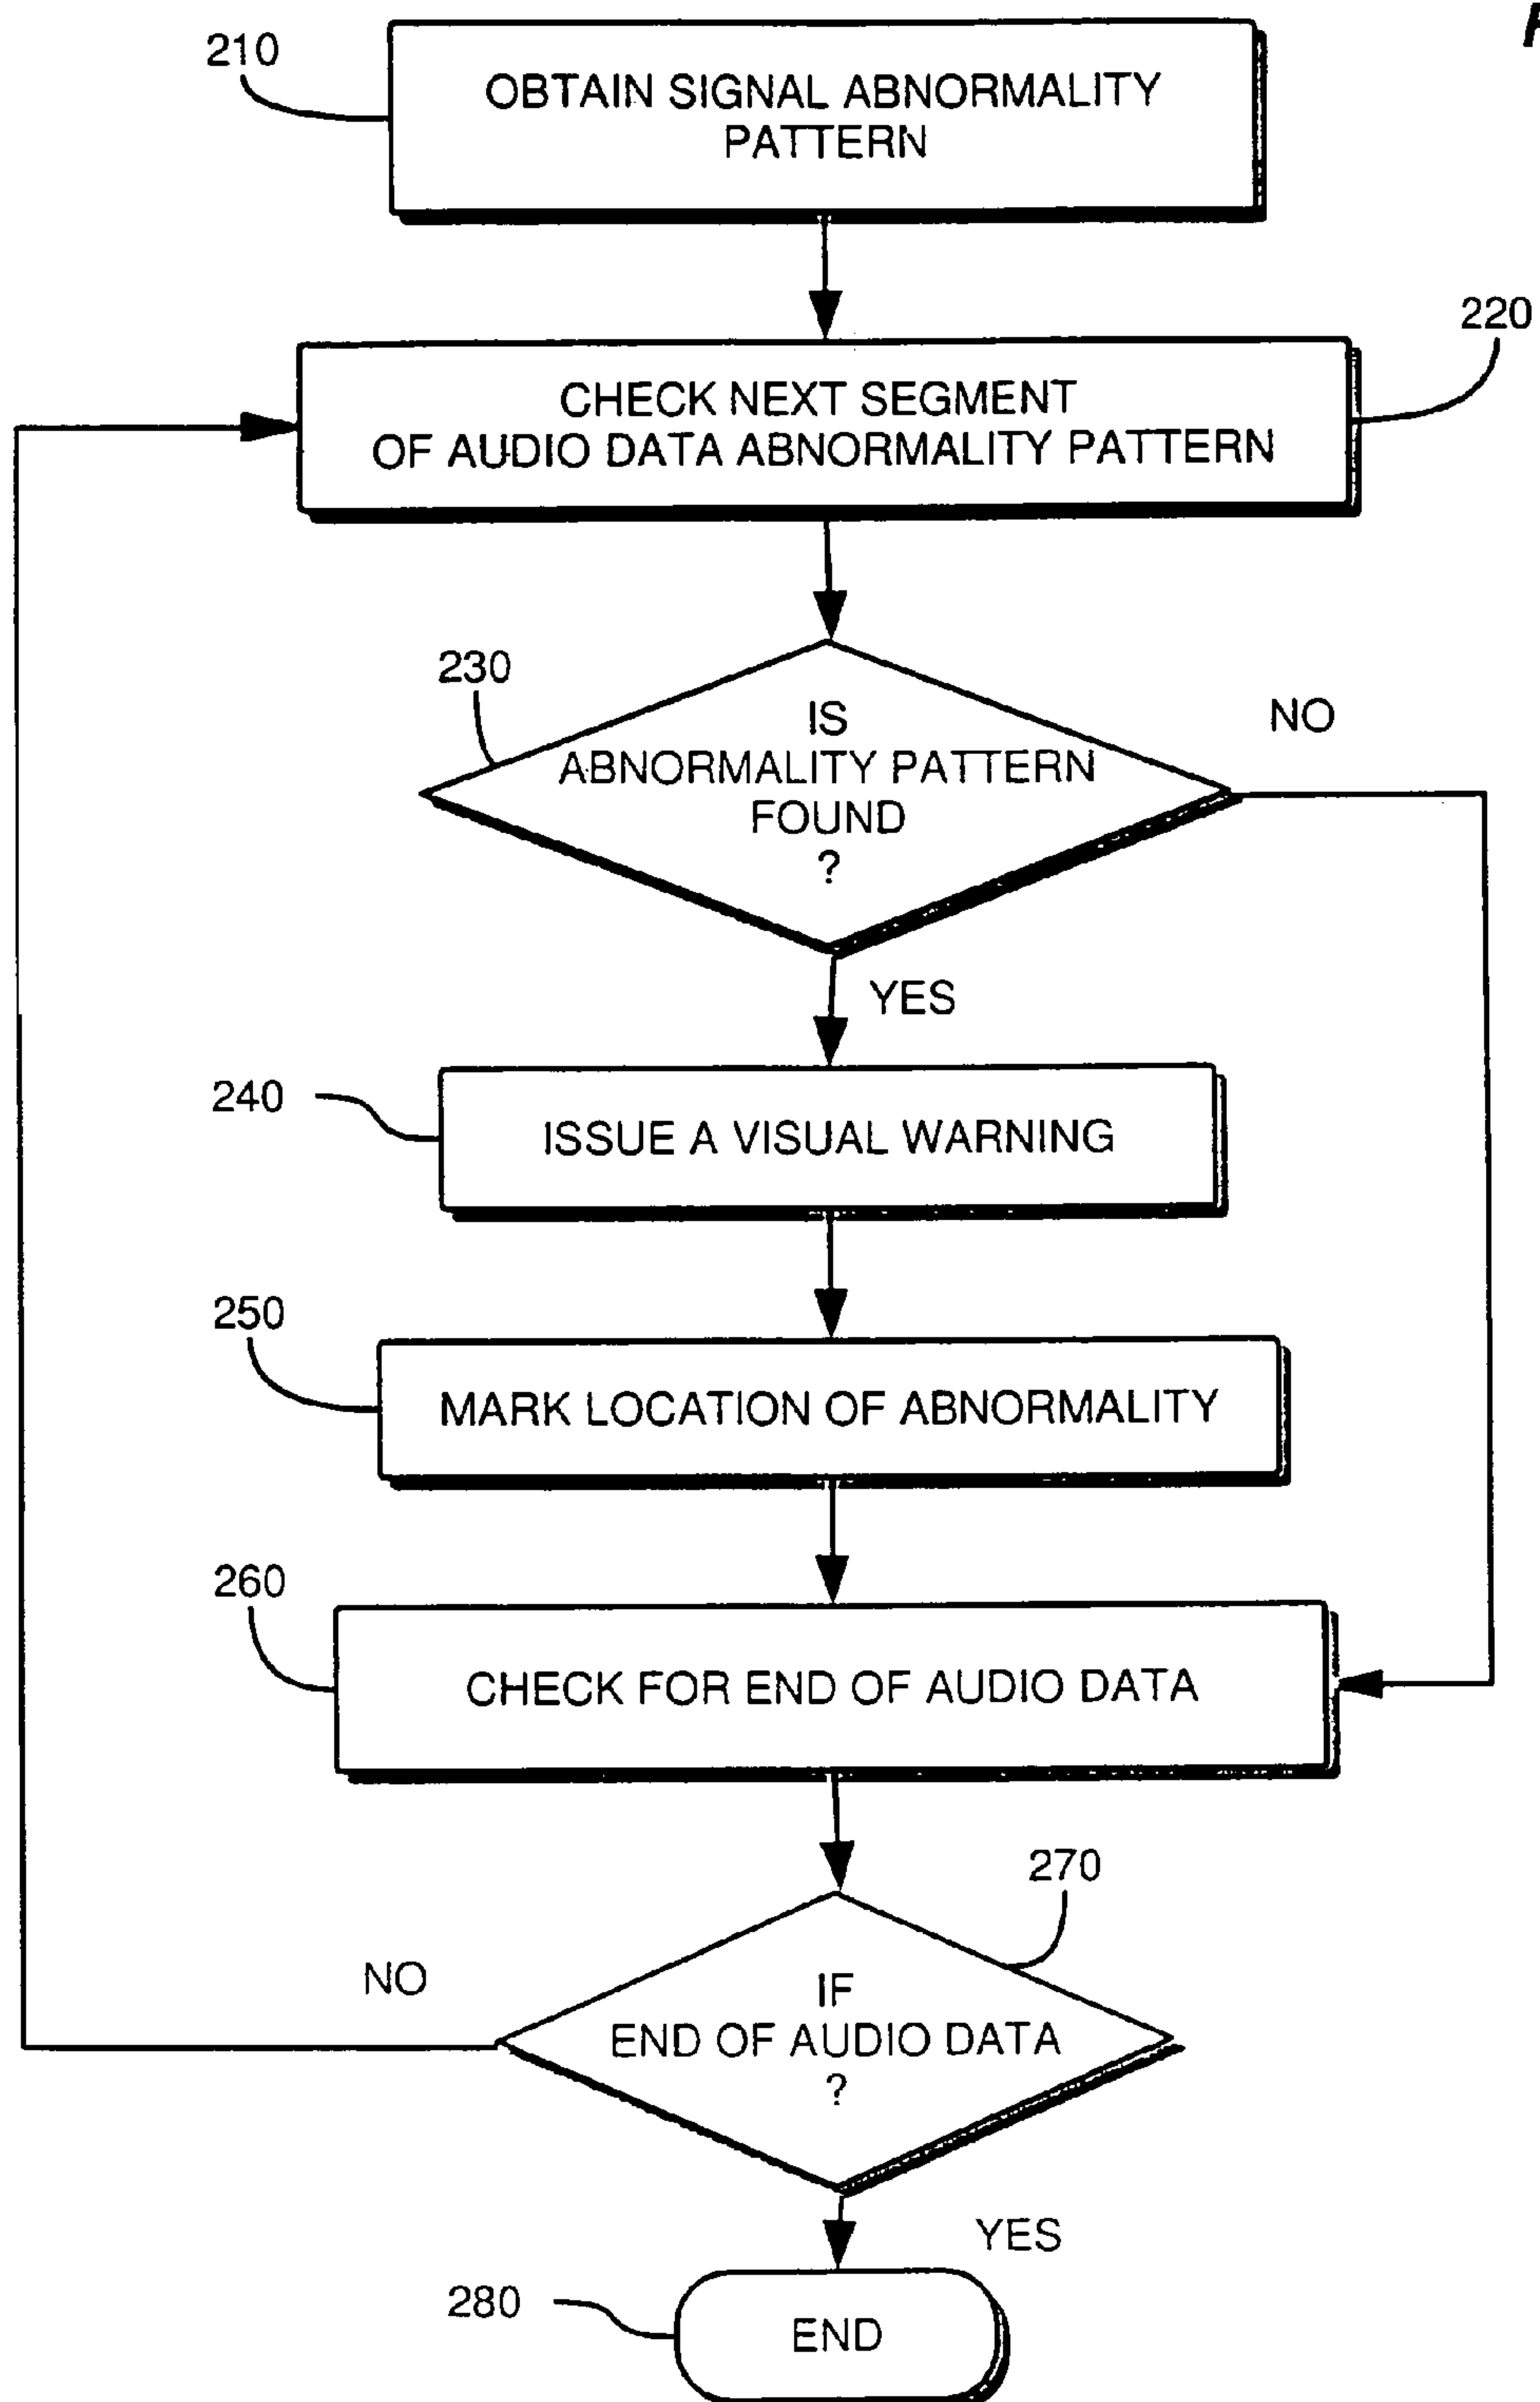 210
OBTAIN SIGNAL ABNORMALITY
PATTERN
220
CHECK NEXT SEGMENT
OF AUDIO DATA ABNORMALITY PATTERN
230
IS
ABNORMALITY PATTERN
FOUND
?
NO
YES
240
ISSUE A VISUAL WARNING
250
MARK LOCATION OF ABNORMALITY
260
CHECK FOR END OF AUDIO DATA
270
NO
IF
END OF AUDIO DATA
?
YES
280
END